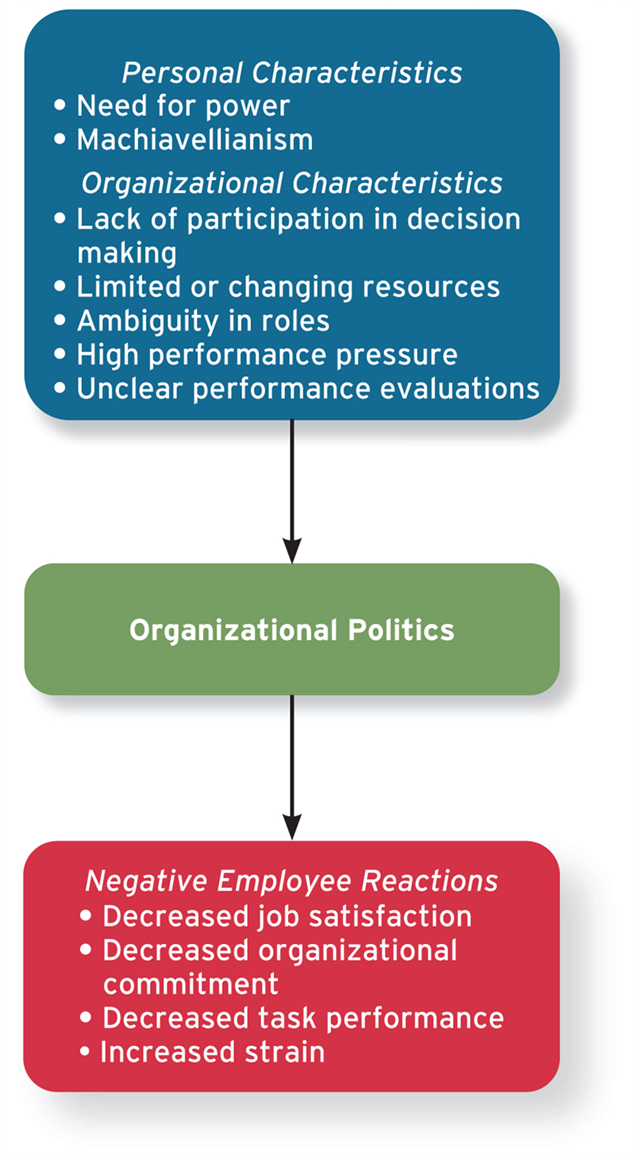 Personal Characteristics
• Need for power
• Machiavellianism
Organizational Characteristics
• Lack of participation in decision
making
• Limited or changing resources
• Ambiguity in roles
• High performance pressure
• Unclear performance evaluations
Organizational Politics
Negative Employee Reactions
• Decreased job satisfaction
• Decreased organizational
commitment
• Decreased task performance
• Increased strain